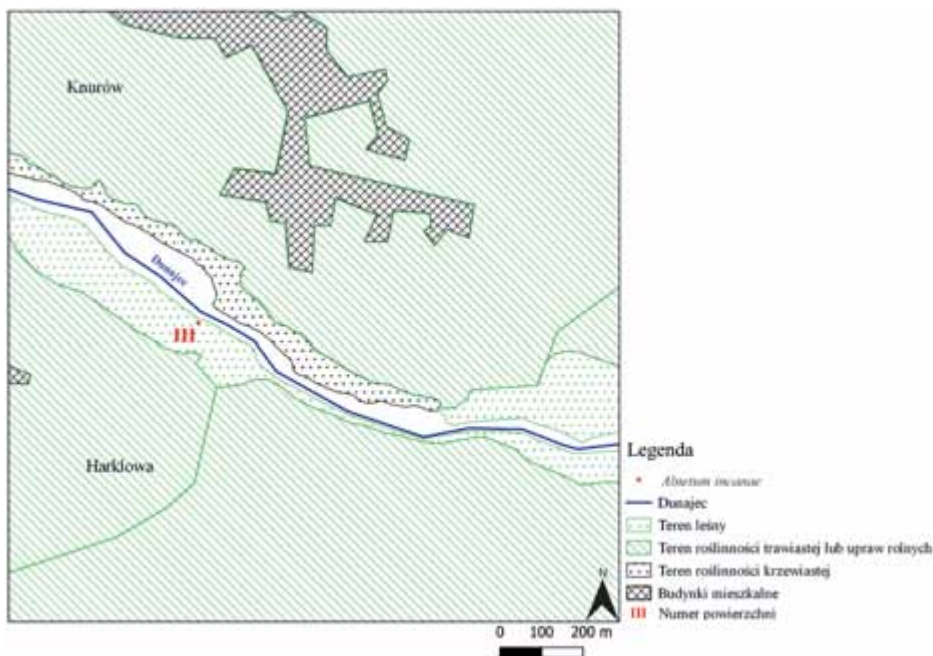 Knurów
Dunajec
III
Harklowa
Legenda
Alnetum incanae
Dunajec
Teren leśny
Teren roślinności trawiastej lub upraw rolnych
Teren roślinności krzewiastej
Budynki mieszkalne
III Numer powierzchni
N
0 100 200 m